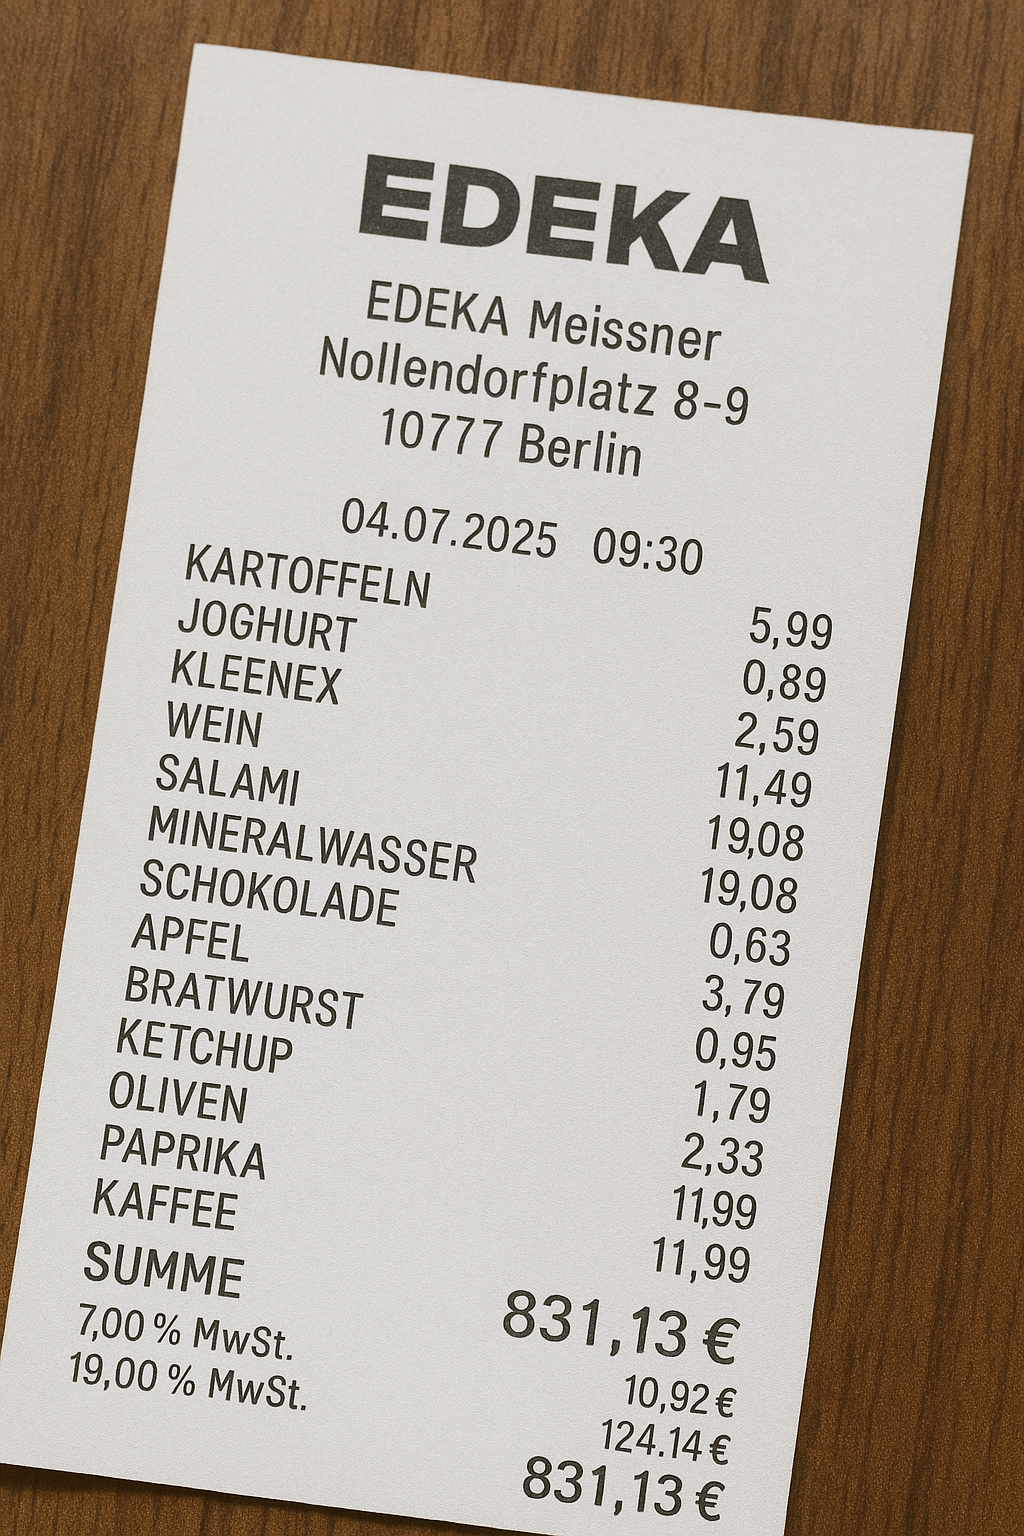 EDEKA
EDEKA Meissner
Nollendorfplatz 8-9
10777 Berlin
04.07.2025 09:30
KARTOFFELN 5,99
JOGHURT 0,89
KLEENEX 2,59
WEIN 11,49
SALAMI 19,08
MINERALWASSER 19,08
SCHOKOLADE 0,63
APFEL 3,79
BRATWURST 0,95
KETCHUP 1,79
OLIVEN 2,33
PAPRIKA 11,99
KAFFEE 11,99
SUMME 831,13 €
7,00 % MwSt. 10,92 €
19,00 % MwSt. 124.14 €
831,13 €